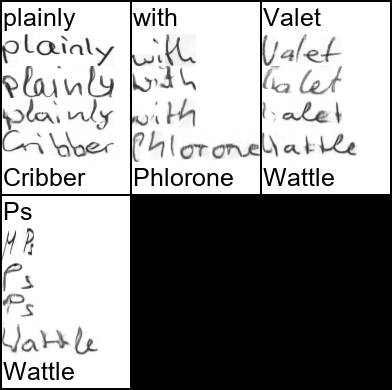 plainly with Valet
plainly with Valet
plainly with Valet
plainly with Valet
Cribber Phlorone Wattle
Cribber Phlorone Wattle
Ps
MPs
Ps
Ps
Wattle
Wattle